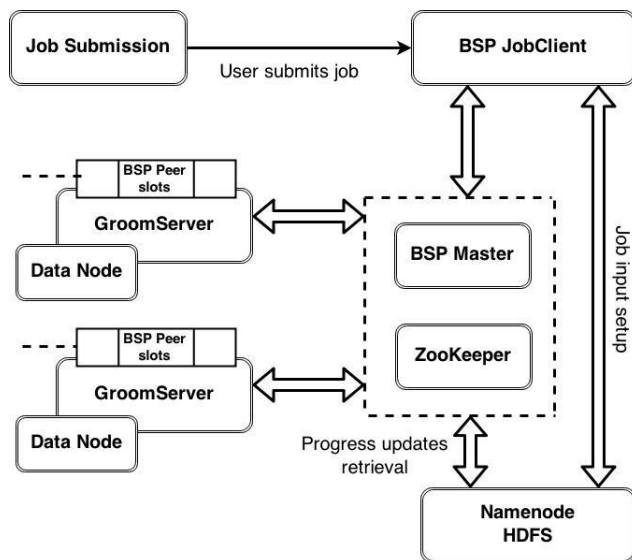 Job Submission
BSP JobClient
User submits job
BSP Peer
slots
GroomServer
Data Node
BSP Master
Job input setup
ZooKeeper
BSP Peer
slots
GroomServer
Data Node
Progress updates
retrieval
Namenode
HDFS